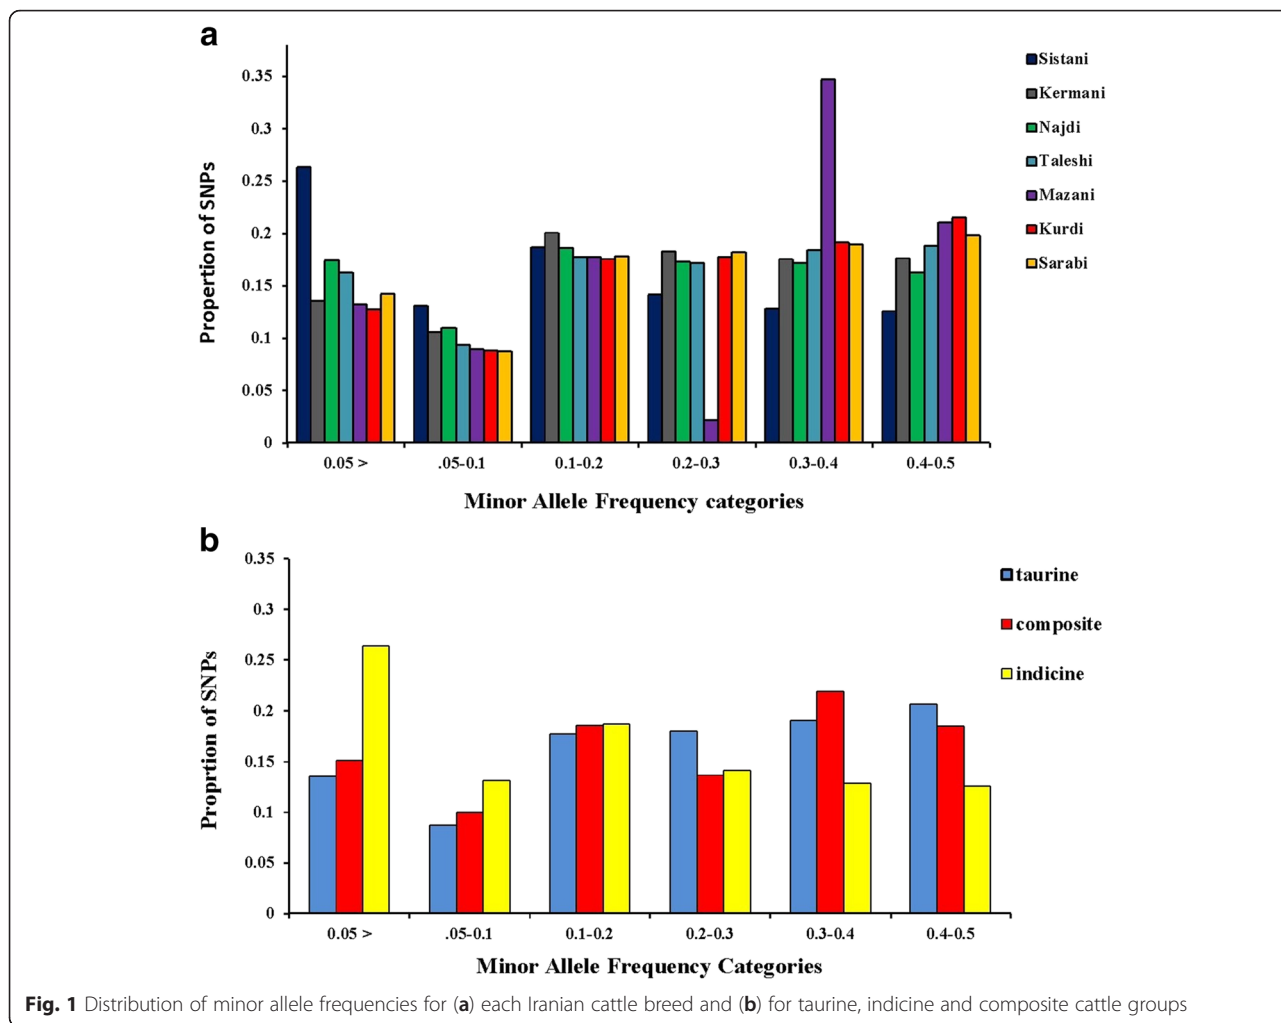 a
0.35
0.3
0.25
0.2
0.15
0.1
0.05
0
Propertion of SNPs
0.05 >
.05-0.1
0.1-0.2
0.2-0.3
0.3-0.4
0.4-0.5
Minor Allele Frequency categories
Sistani
Kermani
Najdi
Taleshi
Mazani
Kurdi
Sarabi
b
0.35
0.3
0.25
0.2
0.15
0.1
0.05
0
Proprtion of SNPs
0.05 >
.05-0.1
0.1-0.2
0.2-0.3
0.3-0.4
0.4-0.5
Minor Allele Frequency Categories
taurine
composite
indicine
Fig. 1 Distribution of minor allele frequencies for (a) each Iranian cattle breed and (b) for taurine, indicine and composite cattle groups